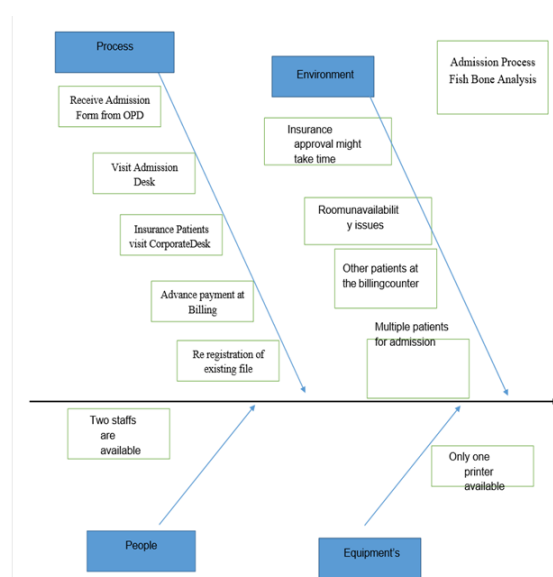 Process
Environment
Admission Process
Fish Bone Analysis
Receive Admission
Form from OPD
Insurance
approval might
take time
Visit Admission
Desk
Roomunavailabilit
y issues
Insurance Patients
visit CorporateDesk
Other patients at
the billingcounter
Advance payment at
Billing
Multiple patients
for admission
Re registration of
existing file
Two staffs
are
available
Only one
printer
available
People
Equipment's